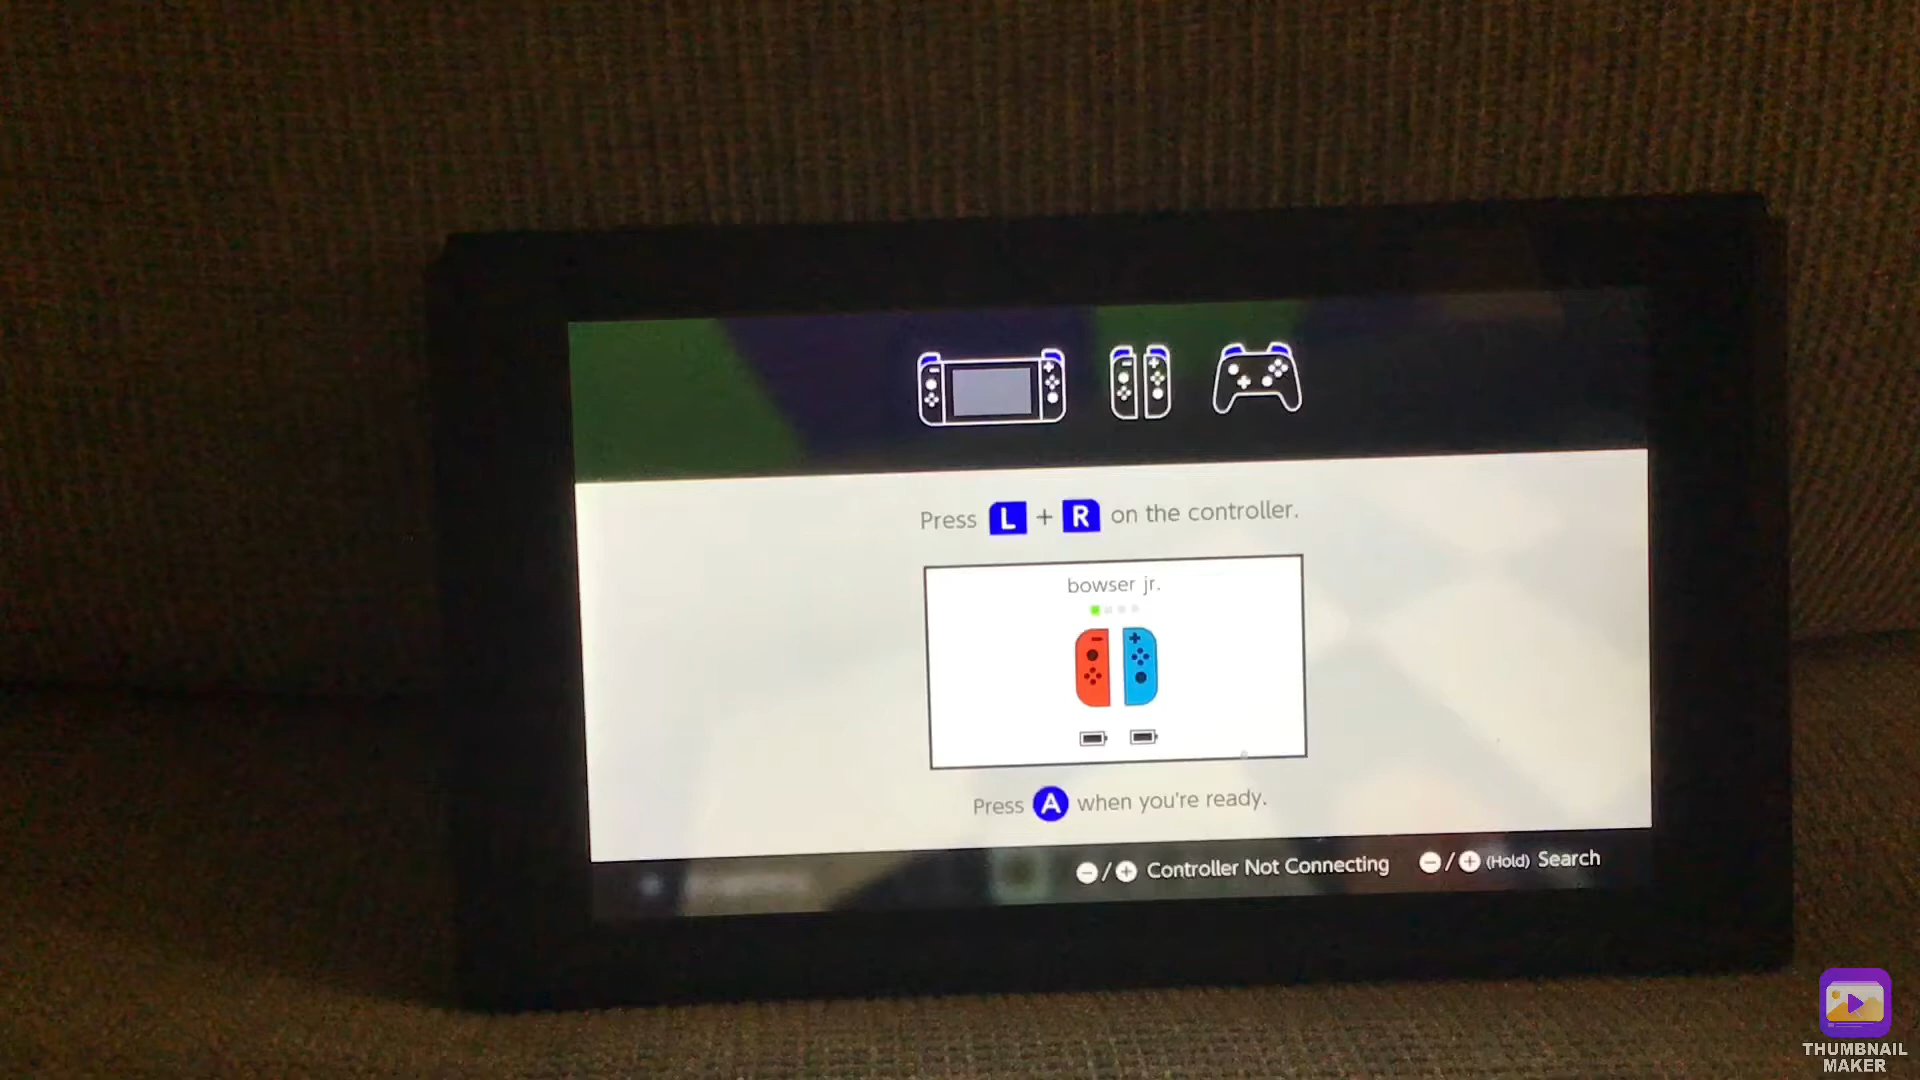 Press L + R on the controller.
bowser jr.
Press A when you're ready.
Controller Not Connecting
(Hold) Search
THUMBNAIL
MAKER